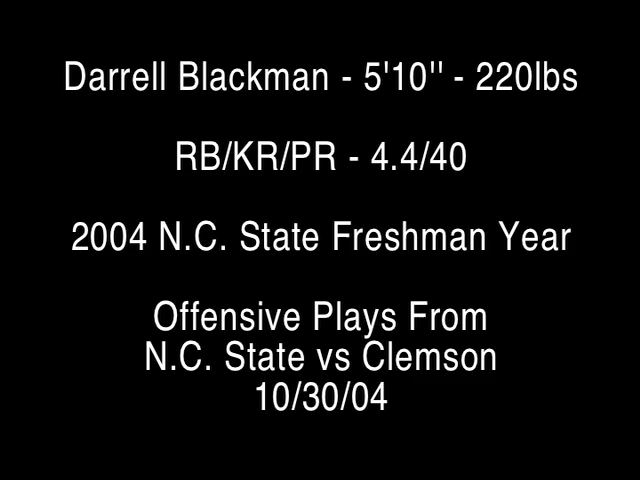 Darrell Blackman - 5'10'' - 220lbs
RB/KR/PR - 4.4/40
2004 N.C. State Freshman Year
Offensive Plays From
N.C. State vs Clemson
10/30/04